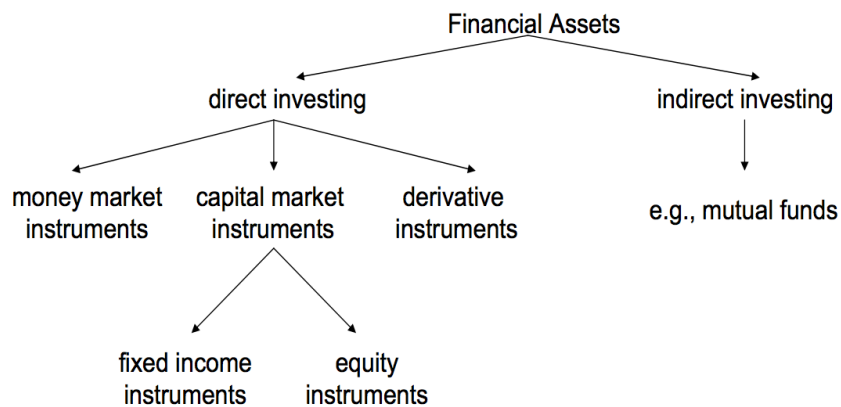 Financial Assets
direct investing
indirect investing
money market
instruments
capital market
instruments
derivative
instruments
e.g., mutual funds
fixed income
instruments
equity
instruments